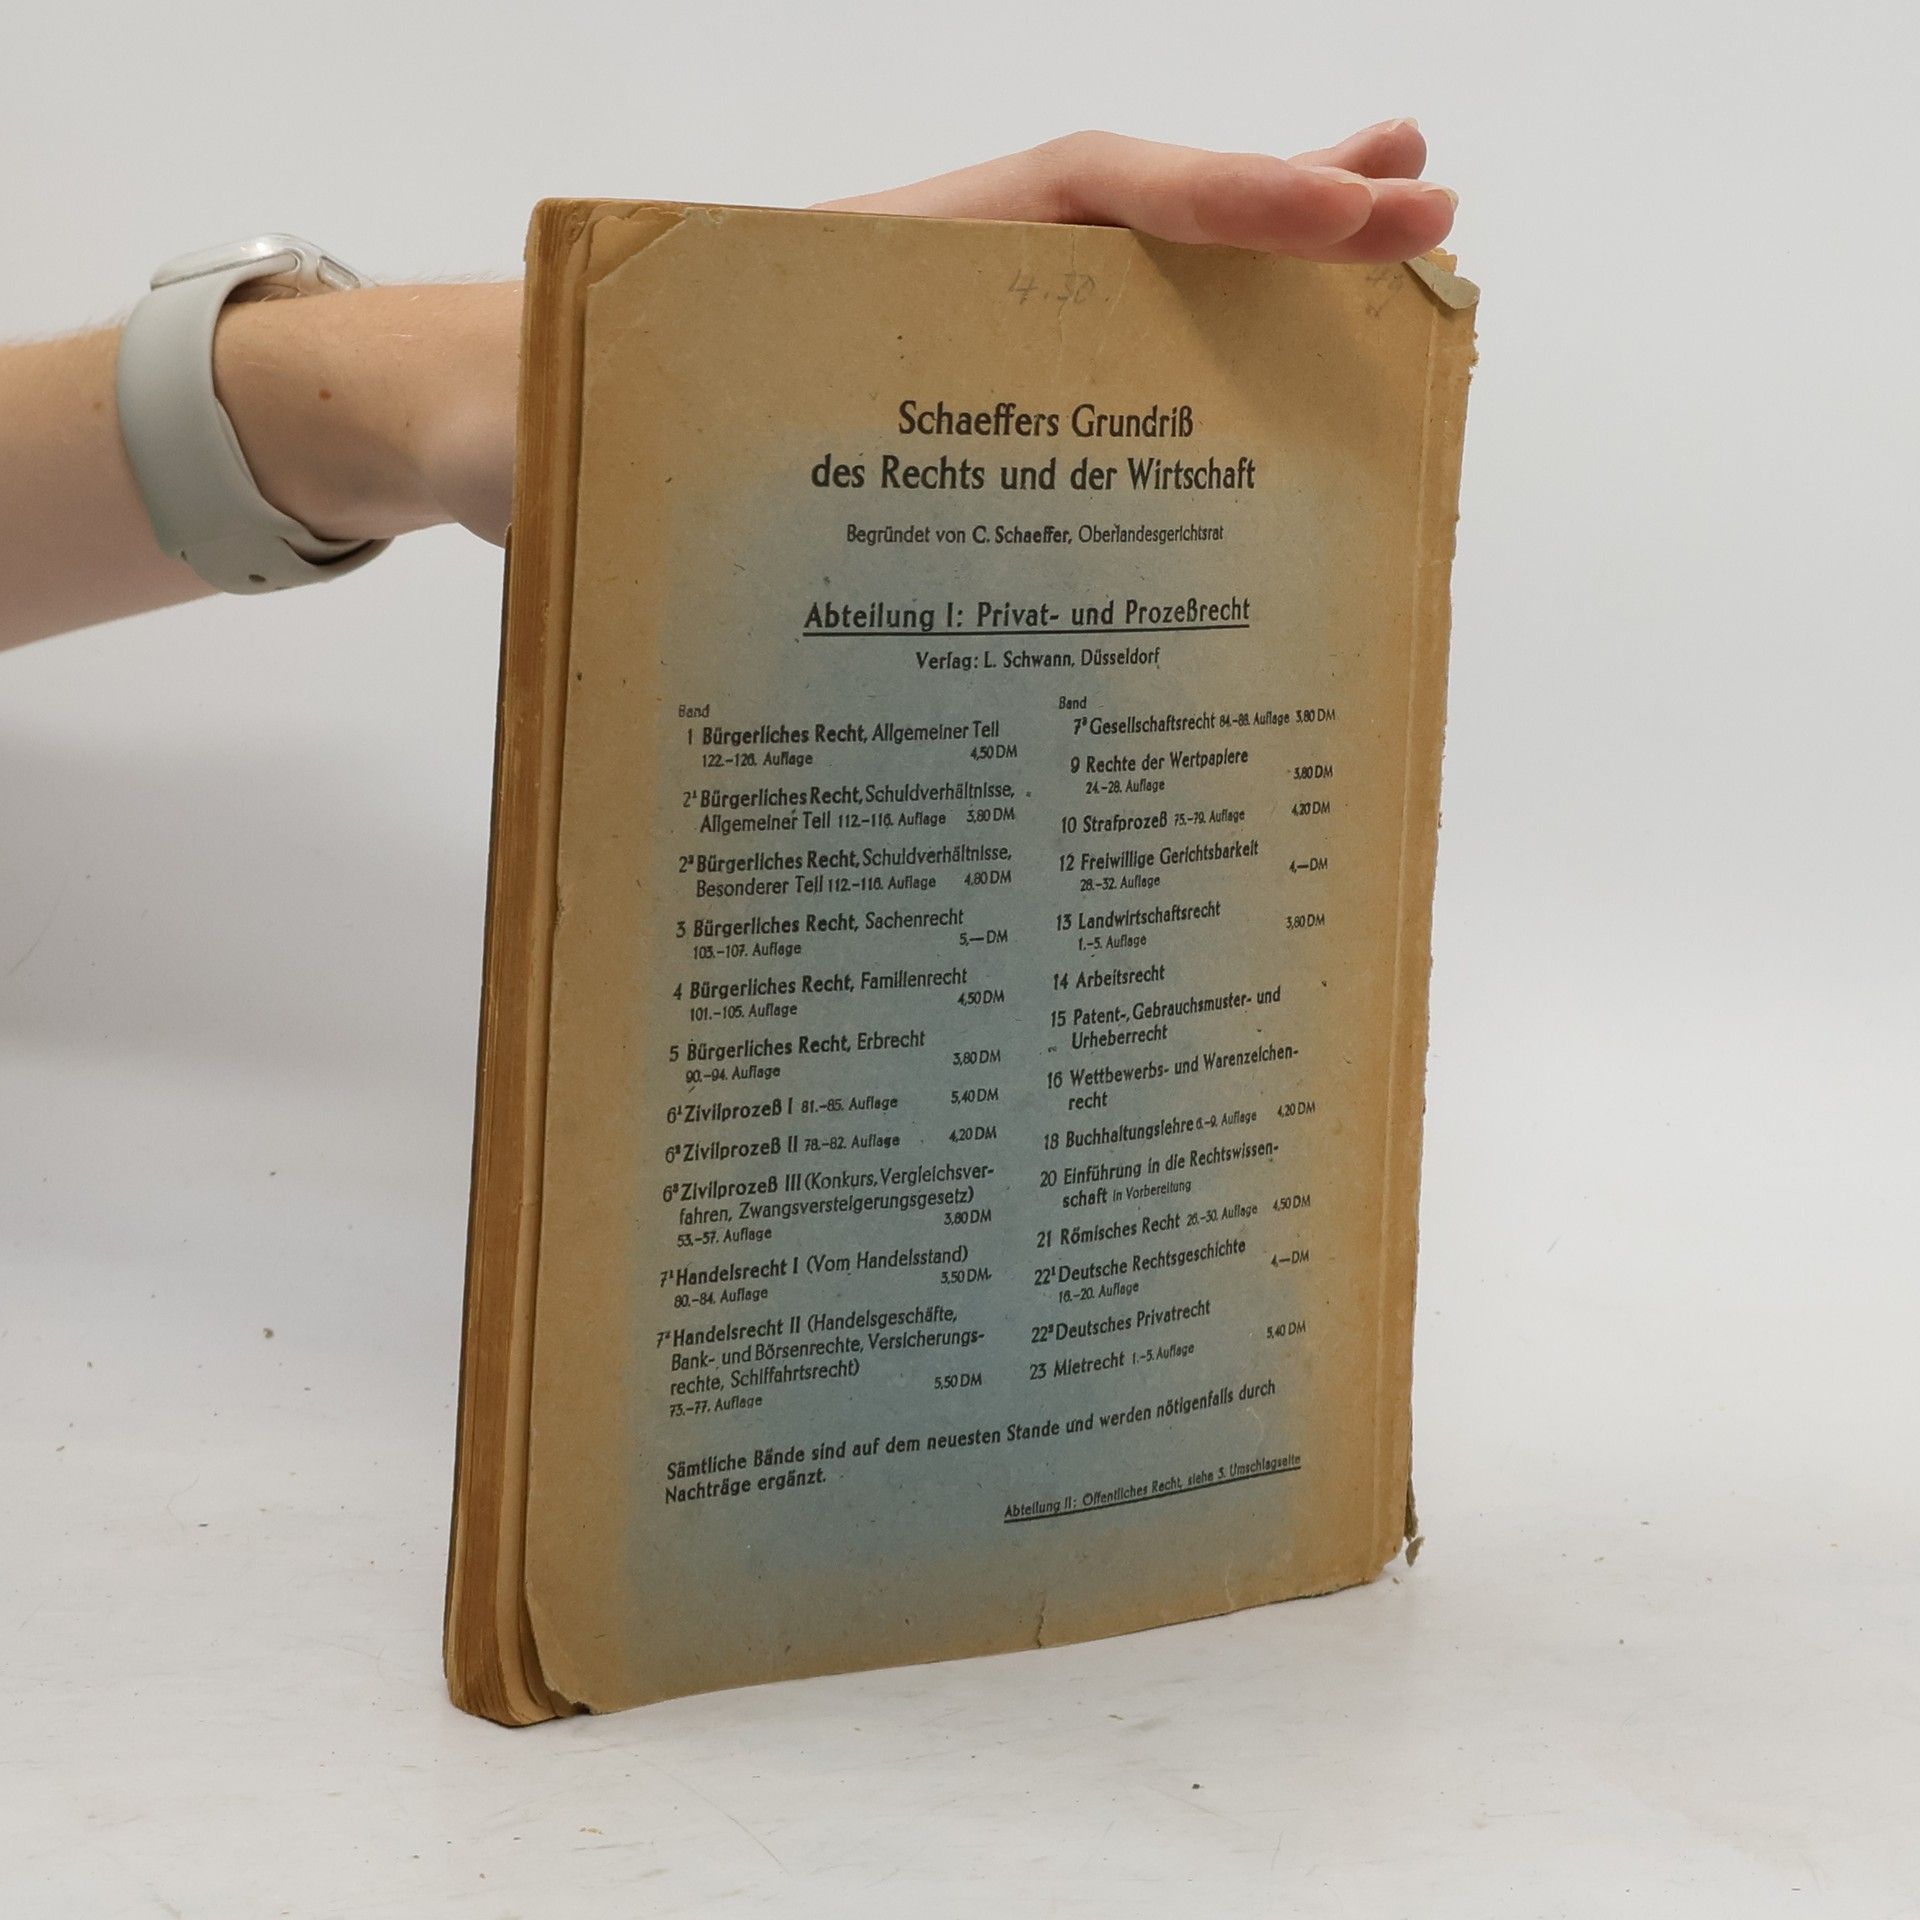 4.50.
Schaeffers Grundriß
des Rechts und der Wirtschaft
Begründet von C. Schaeffer, Oberlandesgerichtsrat
Abteilung I: Privat- und Prozeßrecht
Verlag: L. Schwann, Düsseldorf
Band
1 Bürgerliches Recht, Allgemeiner Teil
122.–126. Auflage 4,50 DM
2¹ Bürgerliches Recht, Schuldverhältnisse,
Allgemeiner Teil 112.–116. Auflage 3,80 DM
2² Bürgerliches Recht, Schuldverhältnisse,
Besonderer Teil 112.–116. Auflage 4,80 DM
3 Bürgerliches Recht, Sachenrecht
103.–107. Auflage 5,— DM
4 Bürgerliches Recht, Familienrecht
101.–105. Auflage 4,50 DM
5 Bürgerliches Recht, Erbrecht
90.–94. Auflage 3,80 DM
6¹ Zivilprozeß I 81.–85. Auflage 5,40 DM
6² Zivilprozeß II 78.–82. Auflage 4,20 DM
6³ Zivilprozeß III (Konkurs, Vergleichsver-
fahren, Zwangsversteigerungsgesetz)
53.–57. Auflage 3,80 DM
7¹ Handelsrecht I (Vom Handelsstand)
80.–84. Auflage 3,50 DM
7² Handelsrecht II (Handelsgeschäfte,
Bank- und Börsenrechte, Versicherungs-
rechte, Schiffahrtsrecht)
73.–77. Auflage 5,50 DM
Band
7³ Gesellschaftsrecht 84.–88. Auflage 3,80 DM
9 Rechte der Wertpapiere
24.–28. Auflage 3,80 DM
10 Strafprozeß 75.–79. Auflage 4,20 DM
12 Freiwillige Gerichtsbarkeit
28.–32. Auflage 4,— DM
13 Landwirtschaftsrecht
1.–5. Auflage 3,80 DM
14 Arbeitsrecht
15 Patent-, Gebrauchsmuster- und
Urheberrecht
16 Wettbewerbs- und Warenzeichen-
recht
18 Buchhaltungslehre 6.–9. Auflage 4,20 DM
20 Einführung in die Rechtswissen-
schaft in Vorbereitung
21 Römisches Recht 26.–30. Auflage 4,50 DM
22¹ Deutsche Rechtsgeschichte
16.–20. Auflage 4,— DM
22² Deutsches Privatrecht
23 Mietrecht 1.–5. Auflage 5,40 DM
Sämtliche Bände sind auf dem neuesten Stande und werden nötigenfalls durch
Nachträge ergänzt.
Abteilung II: Öffentliches Recht, siehe 3. Umschlagseite